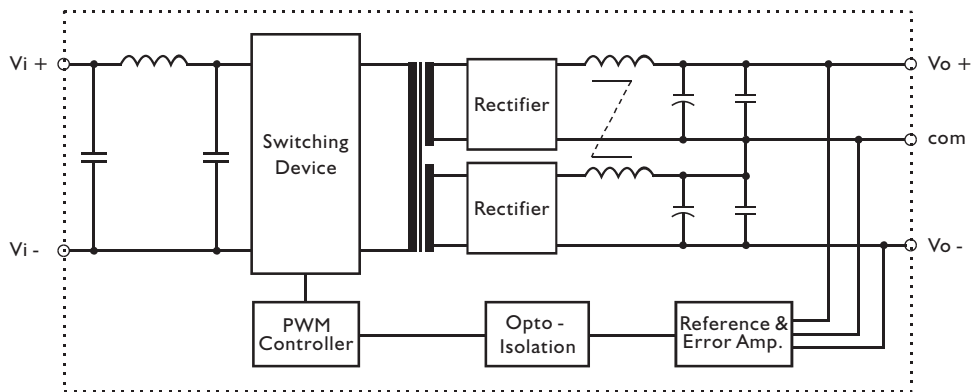 Vi +
Vo +
Rectifier
Switching
Device
com
Rectifier
Vi -
Vo -
PWM
Controller
Opto -
Isolation
Reference &
Error Amp.